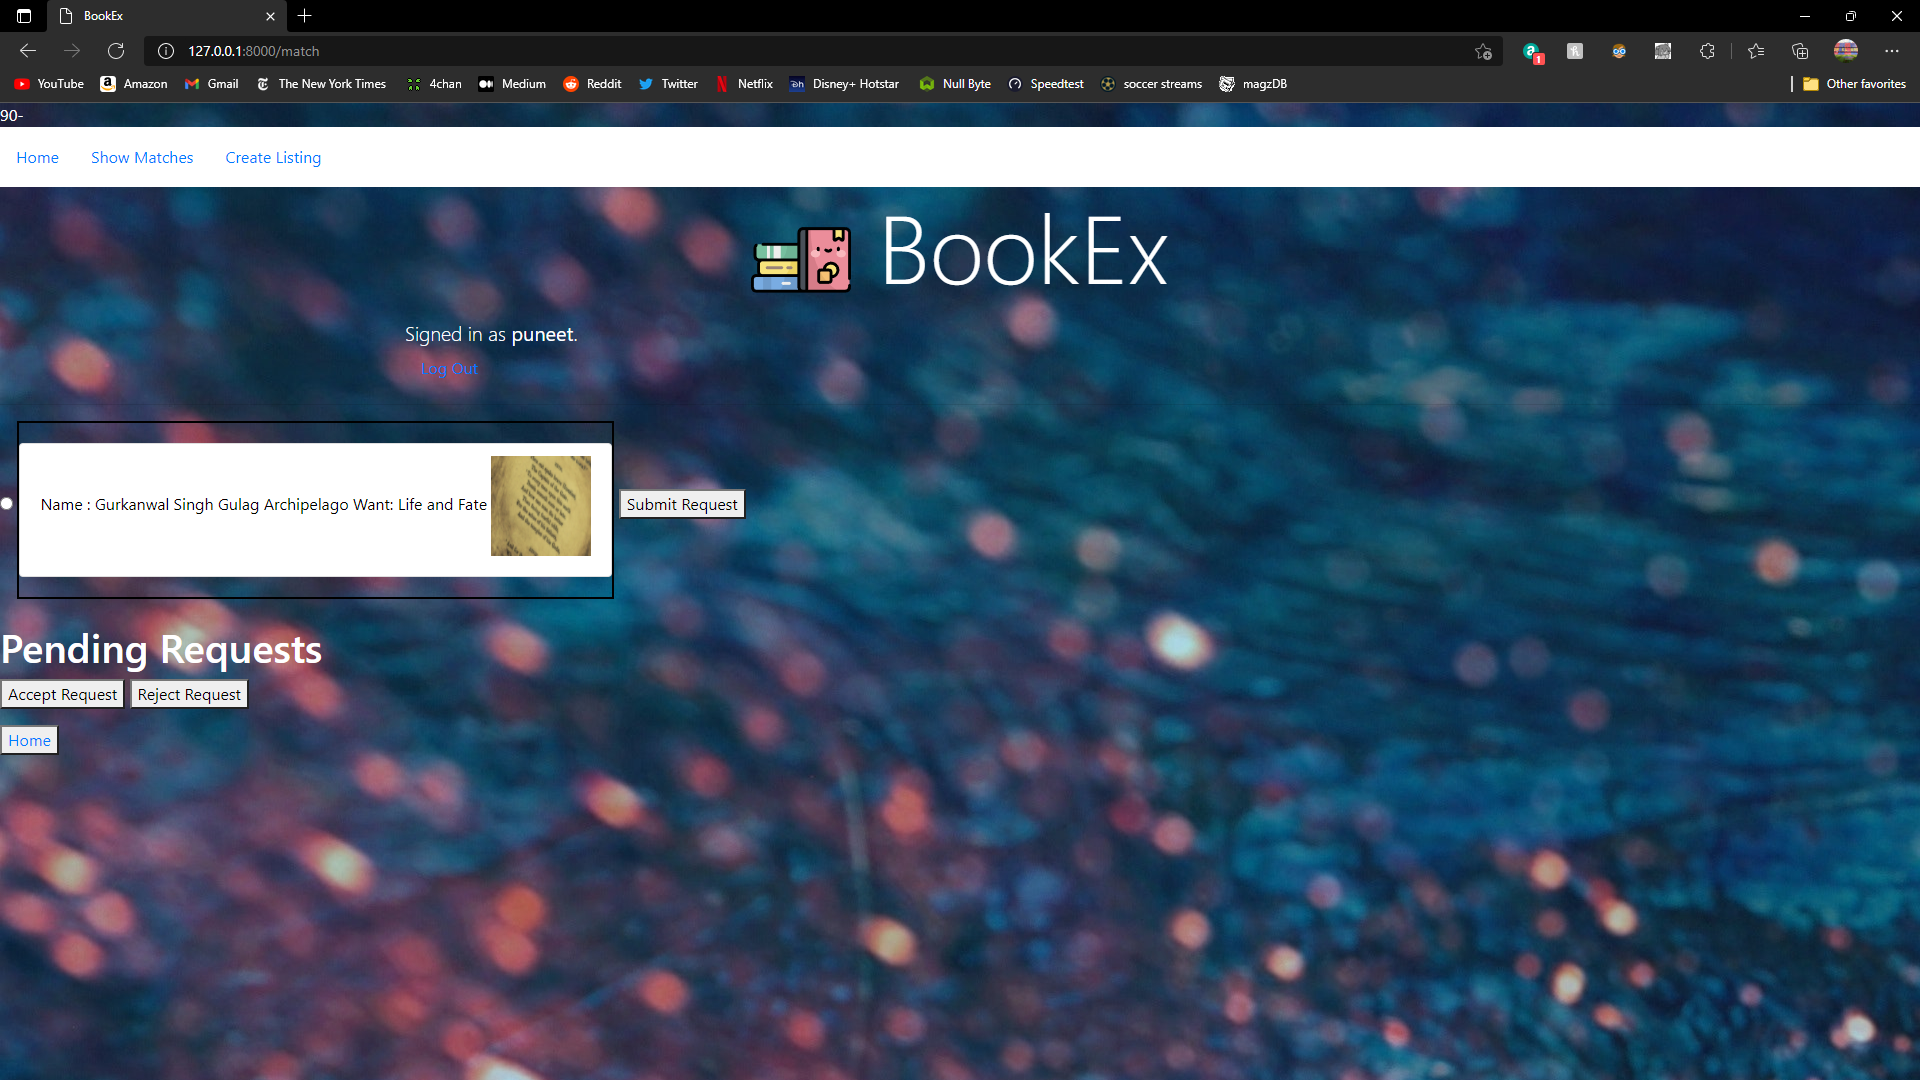 BookEx
127.0.0.1:8000/match
1
YouTube Amazon Gmail The New York Times 4chan Medium Reddit Twitter Netflix Disney+ Hotstar Null Byte Speedtest soccer streams magzDB Other favorites
90-
Home Show Matches Create Listing
BookEx
Signed in as puneet.
Log Out
Name : Gurkanwal Singh Gulag Archipelago Want: Life and Fate Submit Request
Pending Requests
Accept Request Reject Request
Home